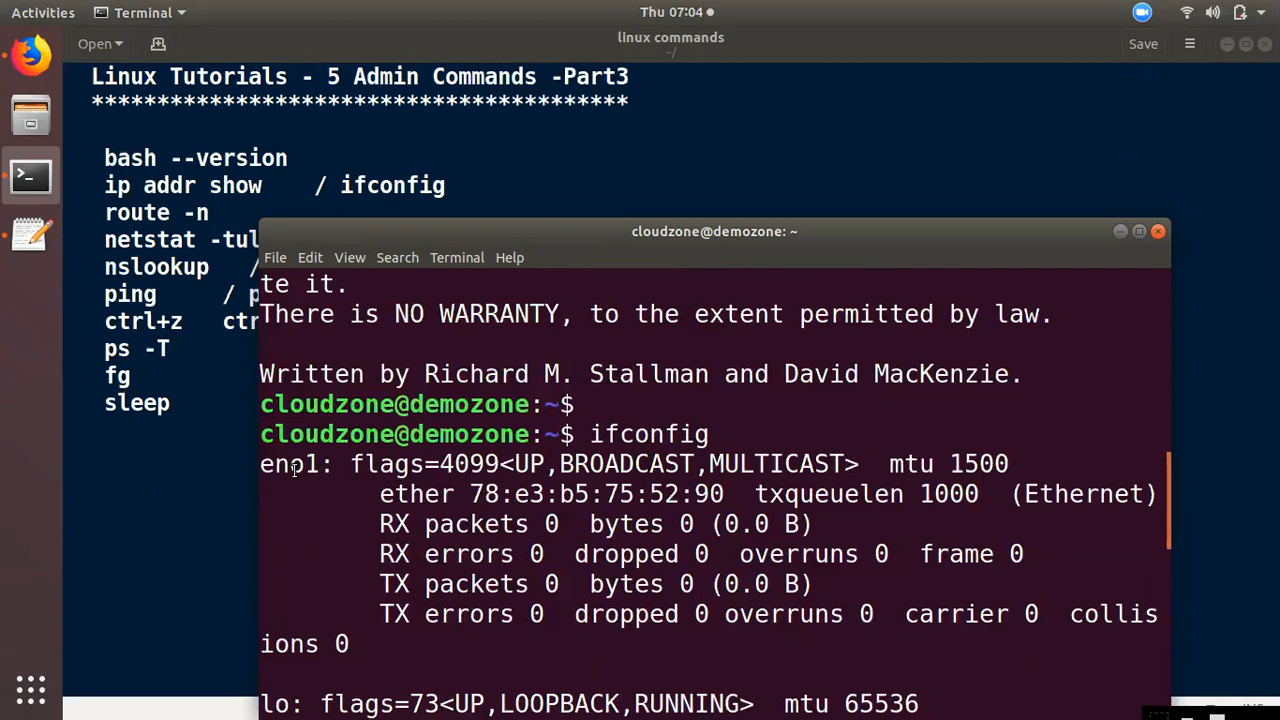 Activities
Terminal
Thu 07:04
Open
linux commands
~/
Save
Linux Tutorials - 5 Admin Commands -Part3
*****************************************
bash --version
ip addr show / ifconfig
route -n
netstat -tul
nslookup /
ping / p
ctrl+z ctr
ps -T
fg
sleep
cloudzone@demozone: ~
File Edit View Search Terminal Help
te it.
There is NO WARRANTY, to the extent permitted by law.
Written by Richard M. Stallman and David MacKenzie.
cloudzone@demozone:~$
cloudzone@demozone:~$ ifconfig
eno1: flags=4099<UP,BROADCAST,MULTICAST> mtu 1500
ether 78:e3:b5:75:52:90 txqueuelen 1000 (Ethernet)
RX packets 0 bytes 0 (0.0 B)
RX errors 0 dropped 0 overruns 0 frame 0
TX packets 0 bytes 0 (0.0 B)
TX errors 0 dropped 0 overruns 0 carrier 0 collis
ions 0
lo: flags=73<UP,LOOPBACK,RUNNING> mtu 65536